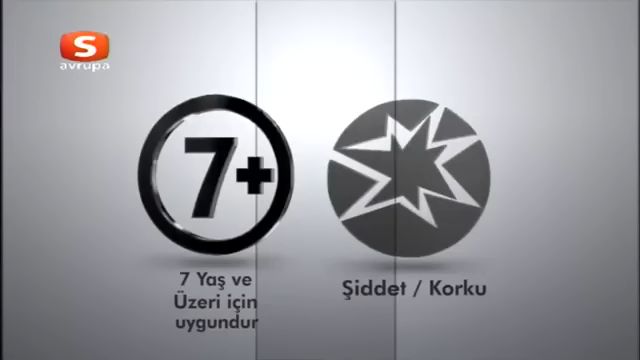 S
avrupa
7+
7 Yaş ve
Üzeri için
uygundur
Şiddet / Korku